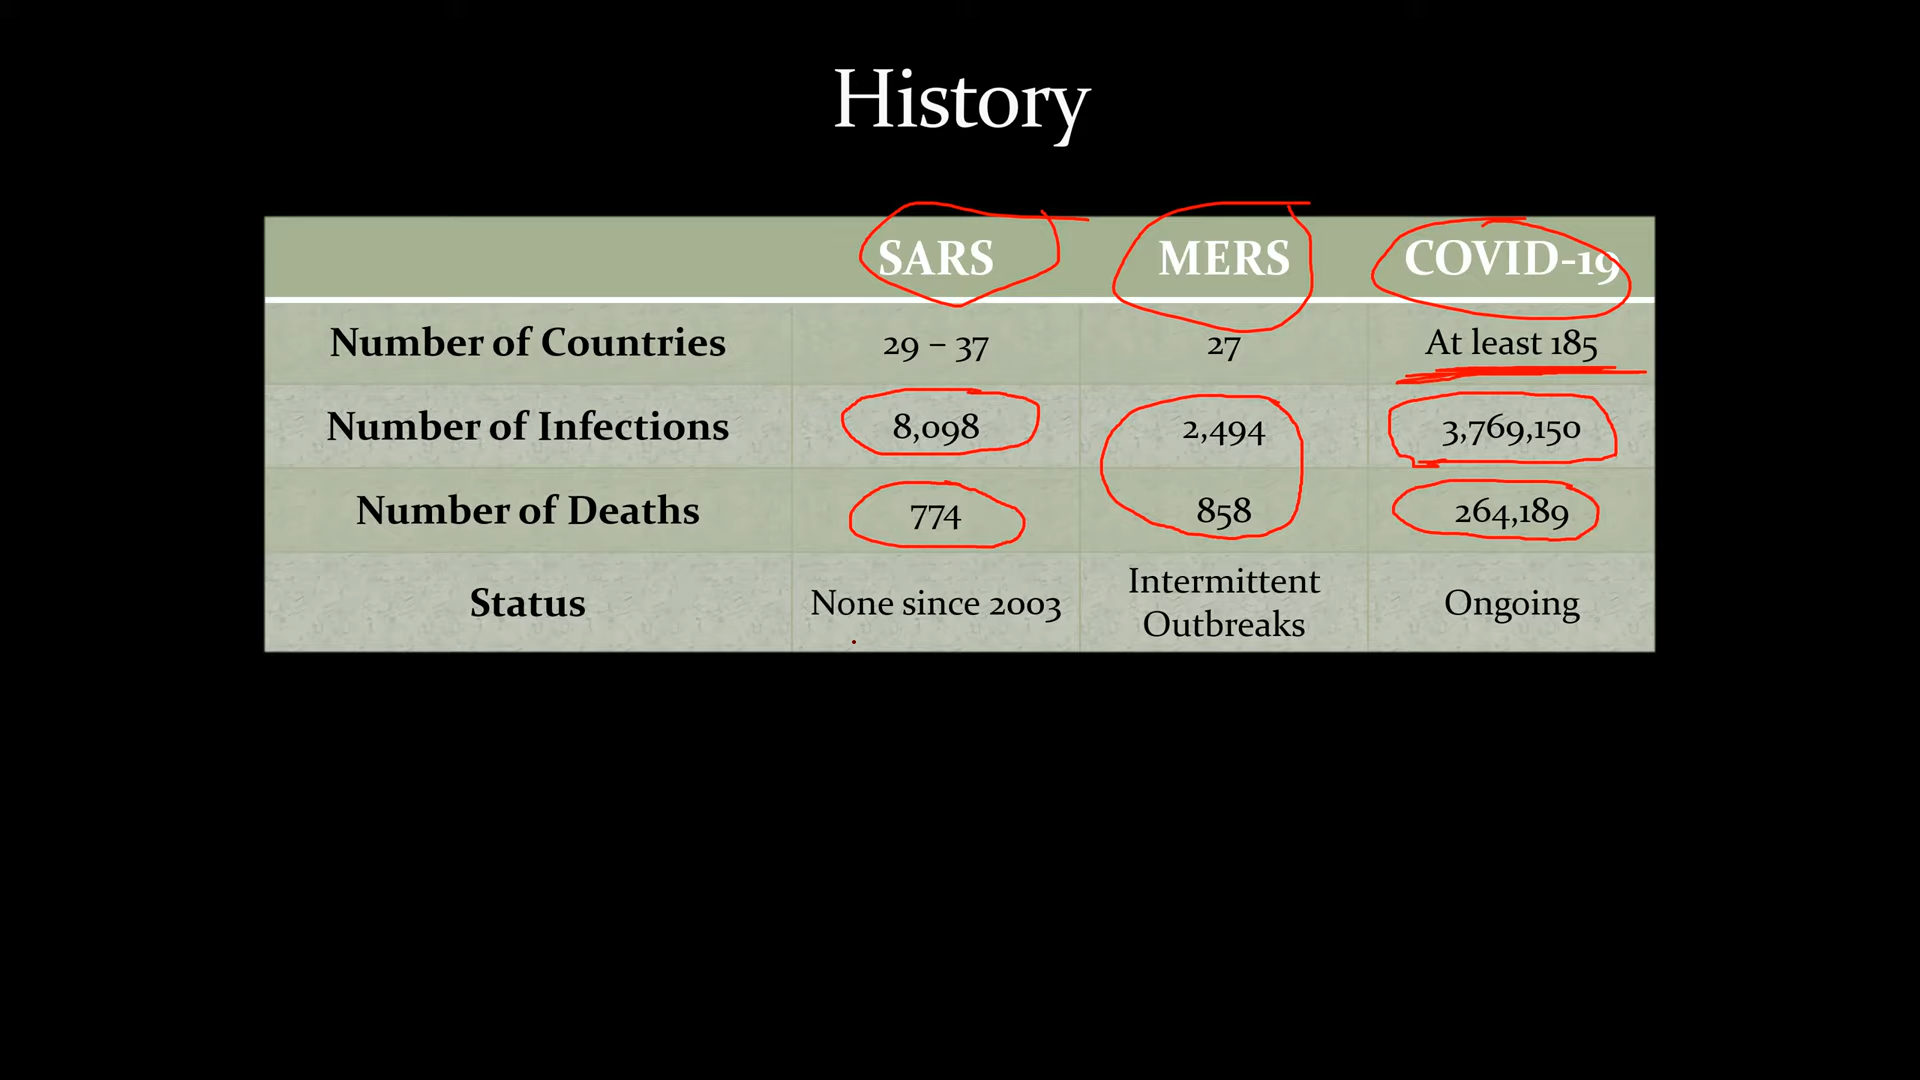 History
SARS MERS COVID-19
Number of Countries 29 – 37 27 At least 185
Number of Infections 8,098 2,494 3,769,150
Number of Deaths 774 858 264,189
Status None since 2003 Intermittent Outbreaks Ongoing